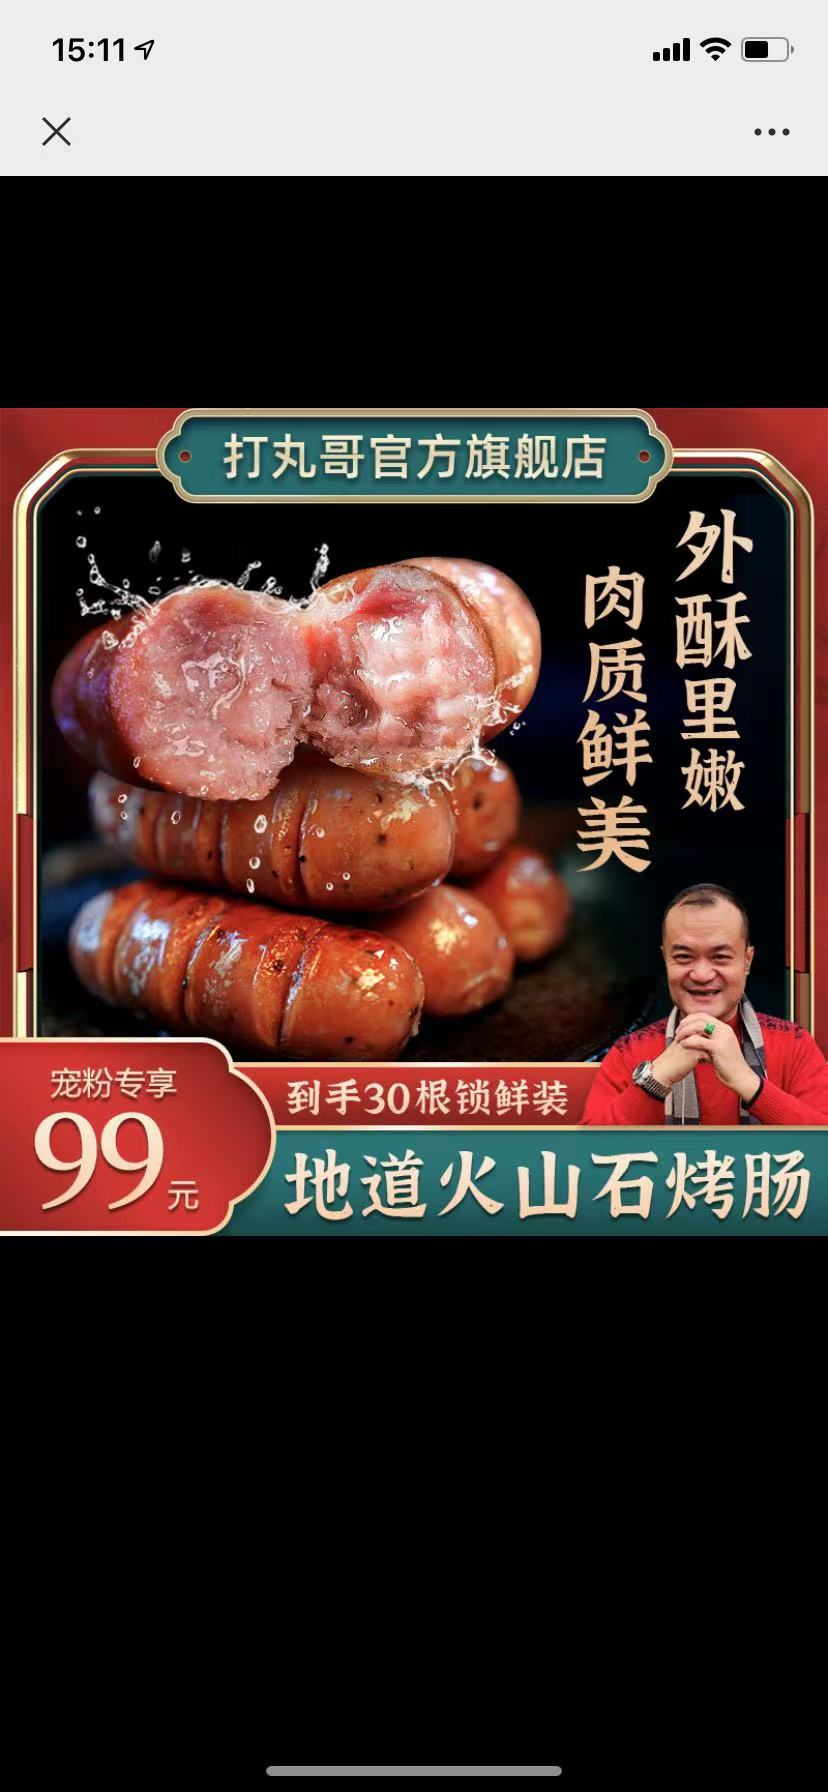 15:11
打丸哥官方旗舰店
外酥里嫩
肉质鲜美
宠粉专享
99元
到手30根锁鲜装
地道火山石烤肠